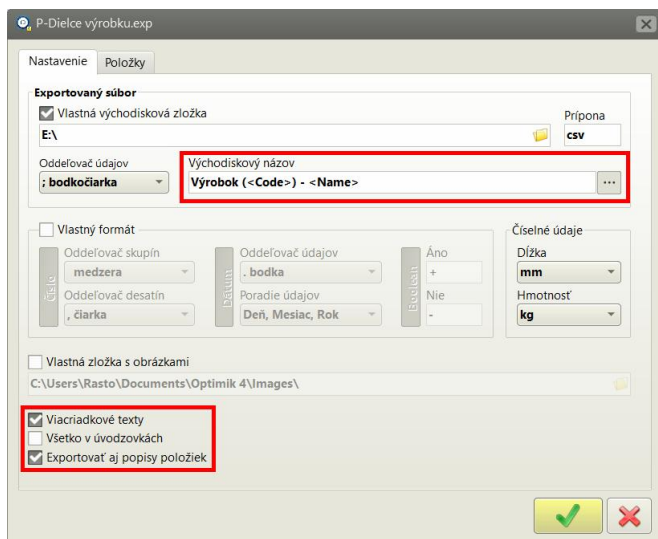 P-Dielce výrobku.exp
Nastavenie Položky
Exportovaný súbor
Vlastná východisková zložka Prípona
E:\ csv
Oddeľovač údajov Východiskový názov
; bodkočiarka Výrobok (<Code>) - <Name> ...
Vlastný formát Číselné údaje
Číslo Oddeľovač skupín Dátum Oddeľovač údajov Boolean Áno Dĺžka
medzera . bodka + mm
Oddeľovač desatín Poradie údajov Nie Hmotnosť
, čiarka Deň, Mesiac, Rok - kg
Vlastná zložka s obrázkami
C:\Users\Rasto\Documents\Optimik 4\Images\
Viacriadkové texty
Všetko v úvodzovkách
Exportovať aj popisy položiek